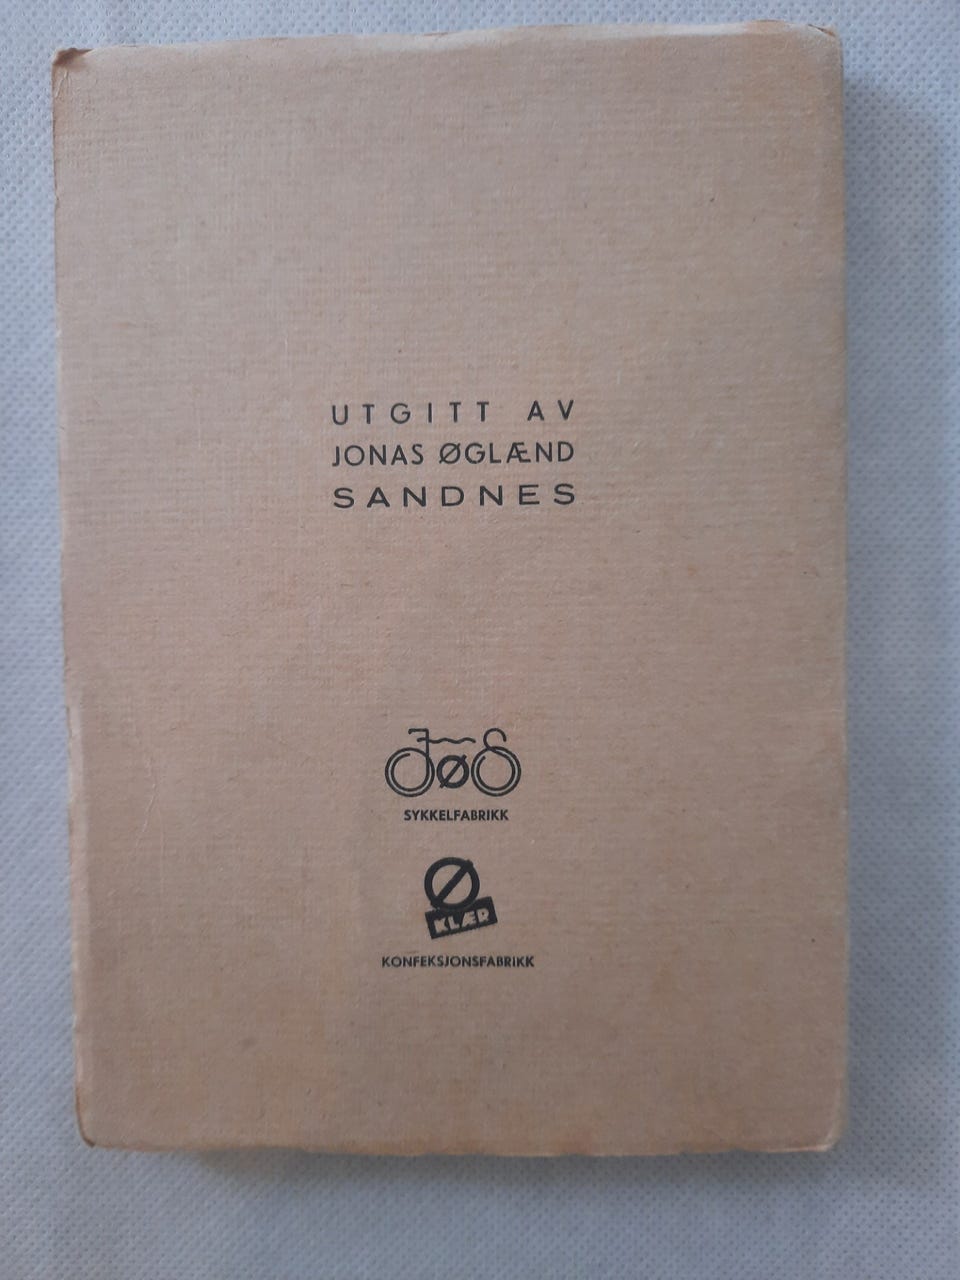 UTGITT AV
JONAS ØGLÆND
SANDNES
JØS
SYKKELFABRIKK
Ø
KLÆR
KONFEKSJONSFABRIKK